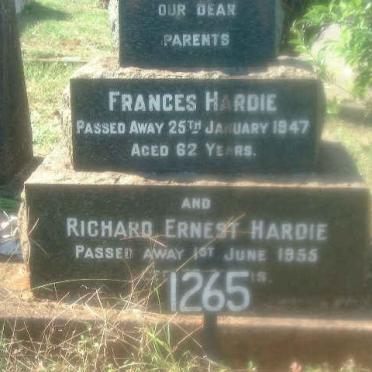 OUR DEAR
PARENTS
FRANCES HARDIE
PASSED AWAY 25TH JANUARY 1947
AGED 62 YEARS.
AND
RICHARD ERNEST HARDIE
PASSED AWAY 1ST JUNE 1955
1265